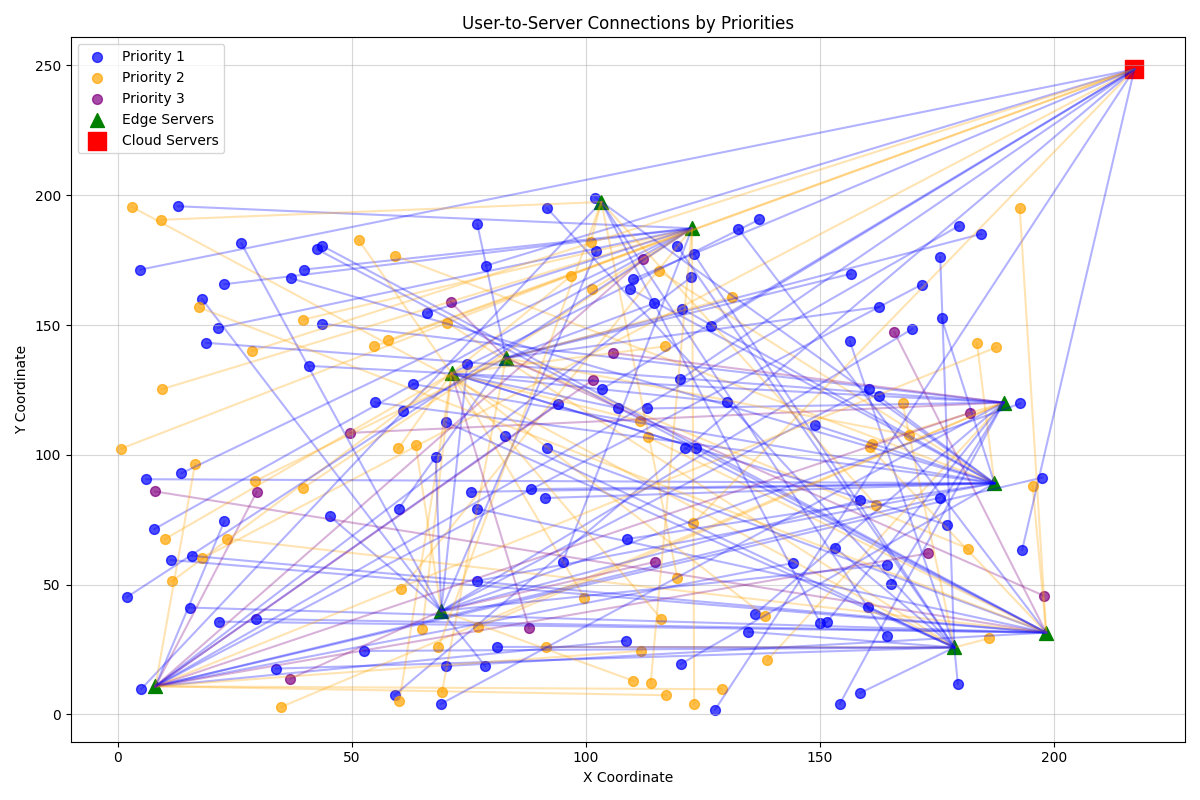 User-to-Server Connections by Priorities
Priority 1
Priority 2
Priority 3
Edge Servers
Cloud Servers
250
200
150
100
50
0
Y Coordinate
0 50 100 150 200
X Coordinate